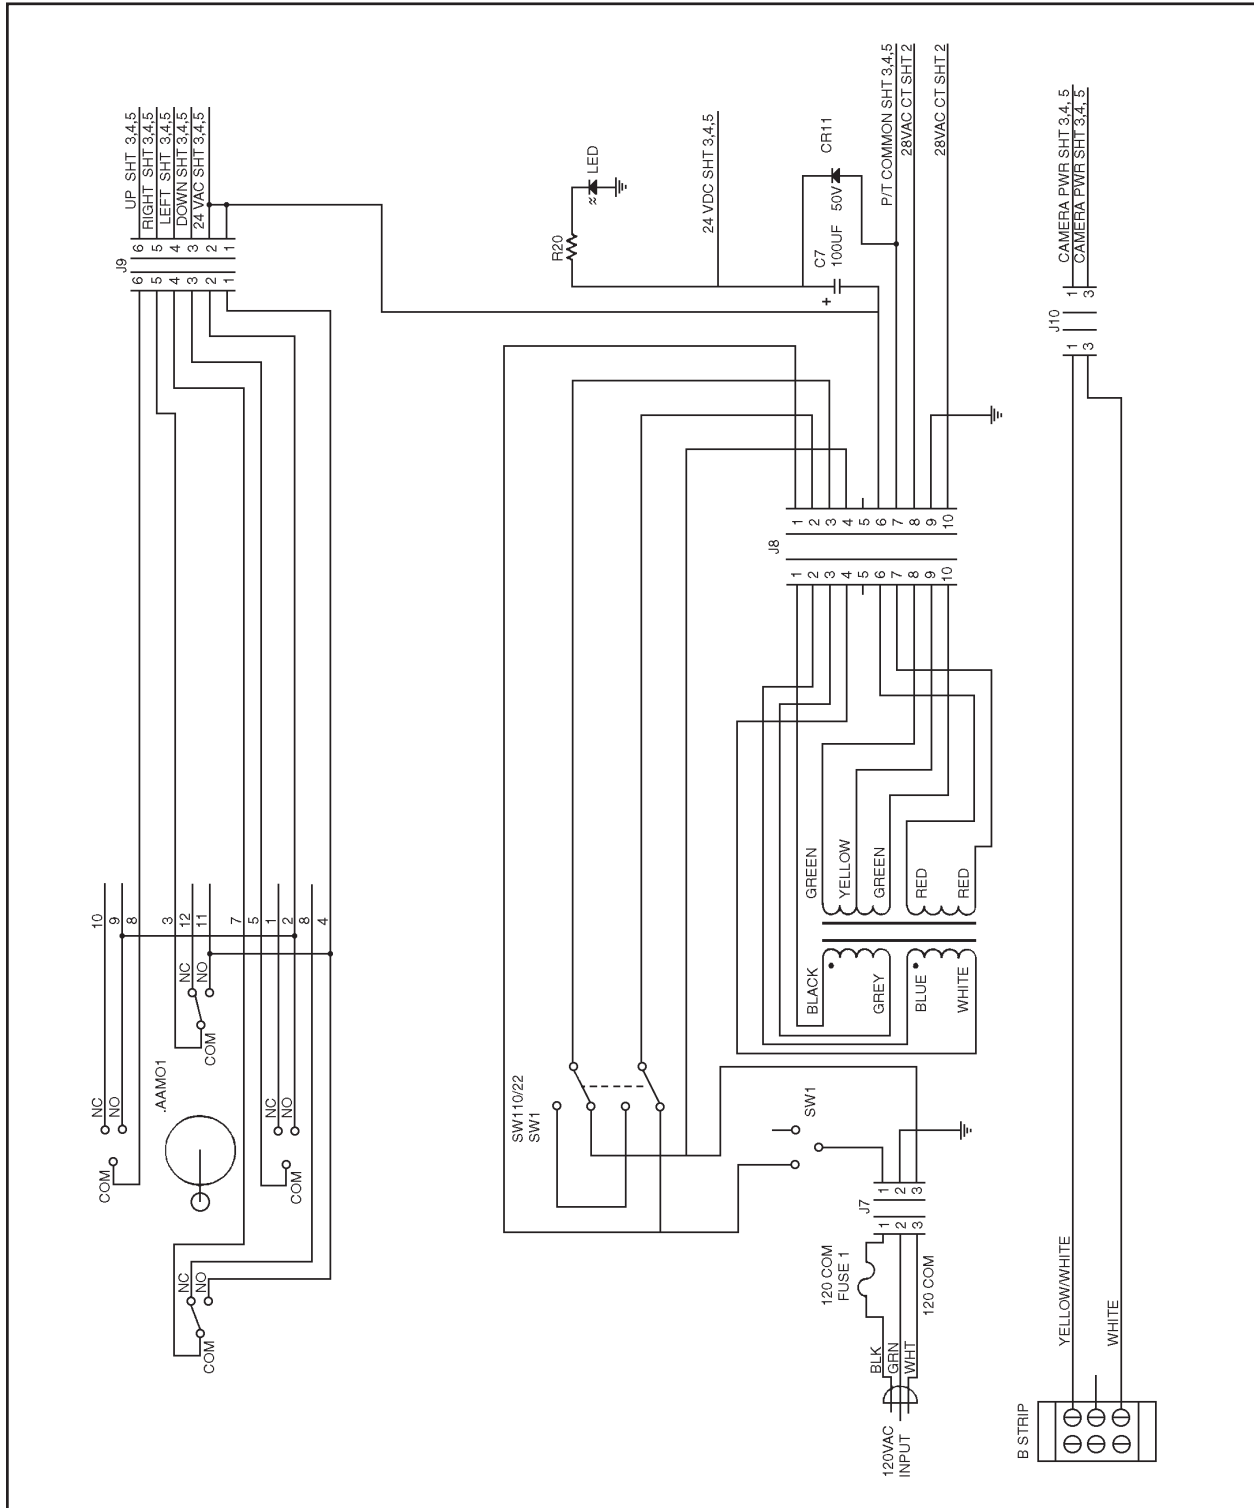 UP SHT 3,4,5
RIGHT SHT 3,4,5
LEFT SHT 3,4,5
DOWN SHT 3,4,5
24 VAC SHT 3,4,5
6
5
4
3
2
1
J9
6
5
4
3
2
1
LED
R20
24 VDC SHT 3,4,5
CR11
50V
C7
100UF
+
P/T COMMON SHT 3,4,5
28VAC CT SHT 2
28VAC CT SHT 2
CAMERA PWR SHT 3,4, 5
CAMERA PWR SHT 3,4, 5
1
3
J10
1
3
1
2
3
4
5
6
7
8
9
10
J8
1
2
3
4
5
6
7
8
9
10
10
9
8
3
12
11
7
5
1
2
8
4
NC
NO
COM
NC
NO
COM
.AAMO1
NC
NO
COM
NC
NO
COM
GREEN
YELLOW
GREEN
RED
RED
BLACK
GREY
BLUE
WHITE
SW110/22
SW1
SW1
1
2
3
J7
1
2
3
120 COM
FUSE 1
120 COM
BLK
GRN
WHT
120VAC
INPUT
YELLOW/WHITE
WHITE
B STRIP